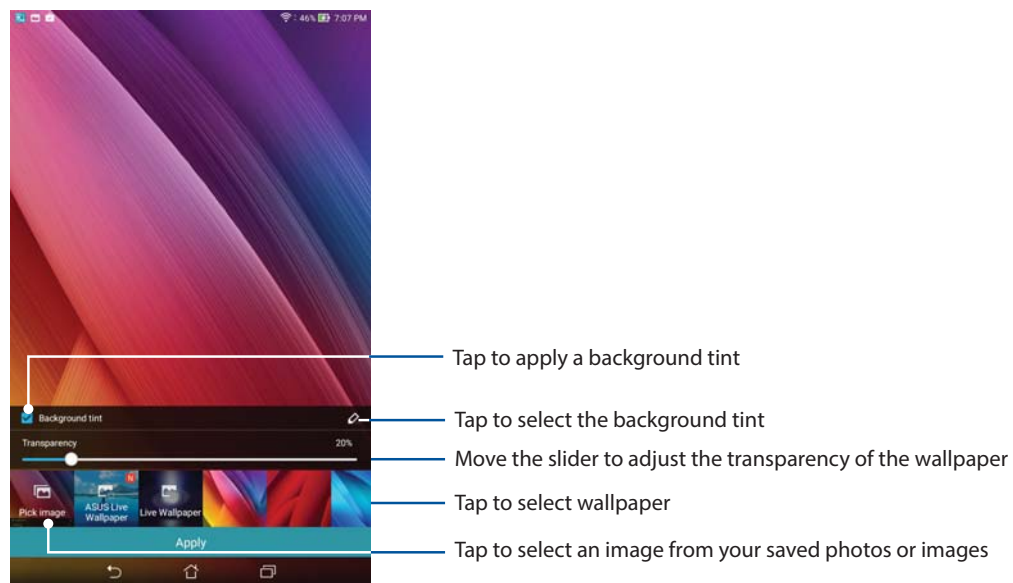 46% 7:07 PM
Tap to apply a background tint
Background tint
Tap to select the background tint
Transparency 20%
Move the slider to adjust the transparency of the wallpaper
N
Pick image
ASUS Live
Wallpaper
Live Wallpaper
Tap to select wallpaper
Apply
Tap to select an image from your saved photos or images